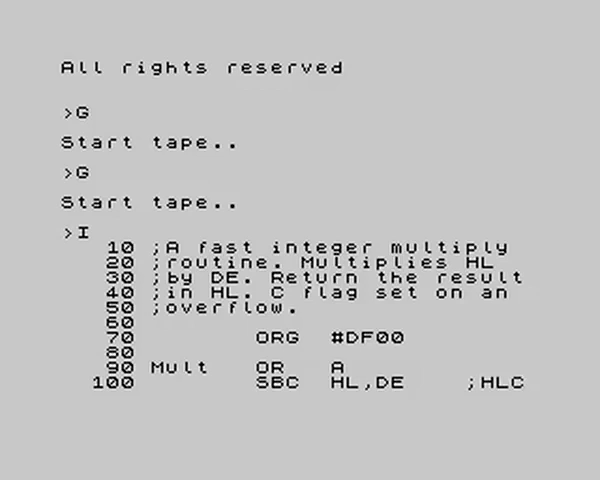 All rights reserved
>G
Start tape..
>G
Start tape..
>I
10 ;A fast integer multiply
20 ;routine. Multiplies HL
30 ;by DE. Return the result
40 ;in HL. C flag set on an
50 ;overflow.
60
70 ORG #DF00
80
90 Mult OR A
100 SBC HL,DE ;HLC